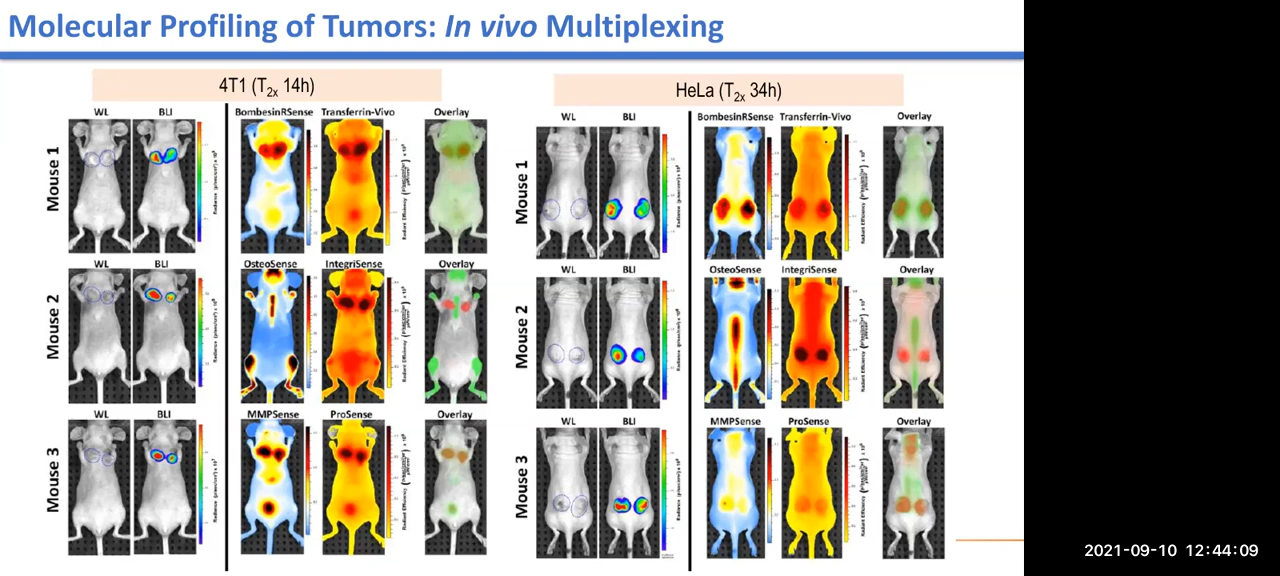 Molecular Profiling of Tumors: In vivo Multiplexing
4T1 (T2x 14h)
WL BLI BombesinRSense Transferrin-Vivo Overlay
Mouse 1
WL BLI OsteoSense IntegriSense Overlay
Mouse 2
WL BLI MMPSense ProSense Overlay
Mouse 3
HeLa (T2x 34h)
WL BLI BombesinRSense Transferrin-Vivo Overlay
Mouse 1
WL BLI OsteoSense IntegriSense Overlay
Mouse 2
WL BLI MMPSense ProSense Overlay
Mouse 3
2021-09-10 12:44:09